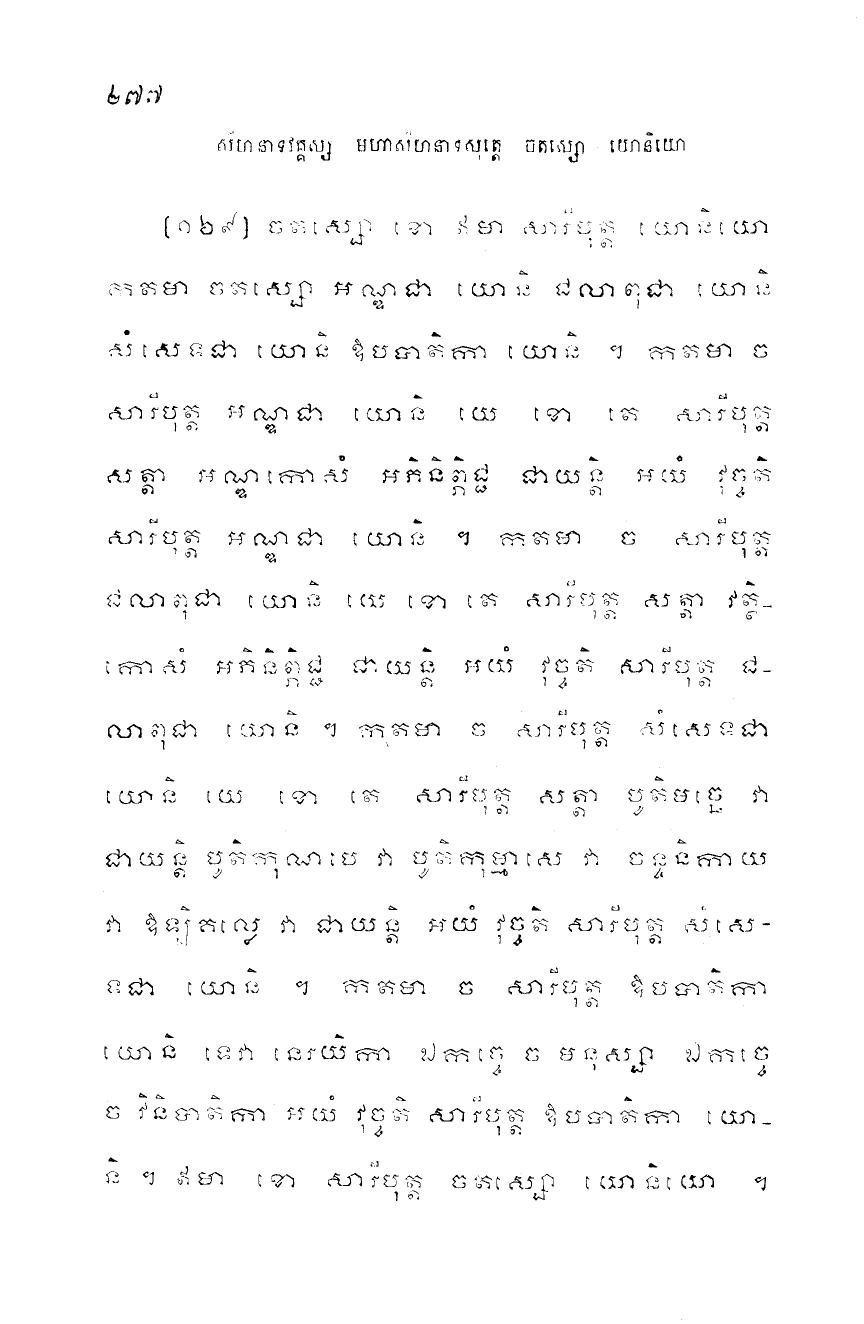 ២៧៧
សីហនាទវគ្គស្ស មហាសីហនាទសុត្តេ ចតស្សោ យោនិយោ
[១៦៩] ចតស្សោ ខោ ឥមា សារីបុត្ត យោនិយោ
កតមា ចតស្សោ អណ្ឌជា យោនិ ជលាពុជា យោនិ
សំសេទជា យោនិ ឱបបាតិកា យោនិ ។ កតមា ច
សារីបុត្ត អណ្ឌជា យោនិ យេ ខោ តេ សារីបុត្ត
សត្តា អណ្ឌកោសំ អភិនិព្ភិជ្ជ ជាយន្តិ អយំ វុច្ចតិ
សារីបុត្ត អណ្ឌជា យោនិ ។ កតមា ច សារីបុត្ត
ជលាពុជា យោនិ យេ ខោ តេ សារីបុត្ត សត្តា វត្ថិ-
កោសំ អភិនិព្ភិជ្ជ ជាយន្តិ អយំ វុច្ចតិ សារីបុត្ត ជ-
លាពុជា យោនិ ។ កតមា ច សារីបុត្ត សំសេទជា
យោនិ យេ ខោ តេ សារីបុត្ត សត្តា បូតិមច្ឆេ វា
ជាយន្តិ បូតិកុណបេ វា បូតិកុម្មាសេ វា ចន្ទនិកាយ
វា ឱឡិគល្លេ វា ជាយន្តិ អយំ វុច្ចតិ សារីបុត្ត សំសេ-
ទជា យោនិ ។ កតមា ច សារីបុត្ត ឱបបាតិកា
យោនិ ទេវា នេរយិកា ឯកច្ចេ ច មនុស្សា ឯកច្ចេ
ច វិនិបាតិកា អយំ វុច្ចតិ សារីបុត្ត ឱបបាតិកា យោ-
និ ។ ឥមា ខោ សារីបុត្ត ចតស្សោ យោនិយោ ។